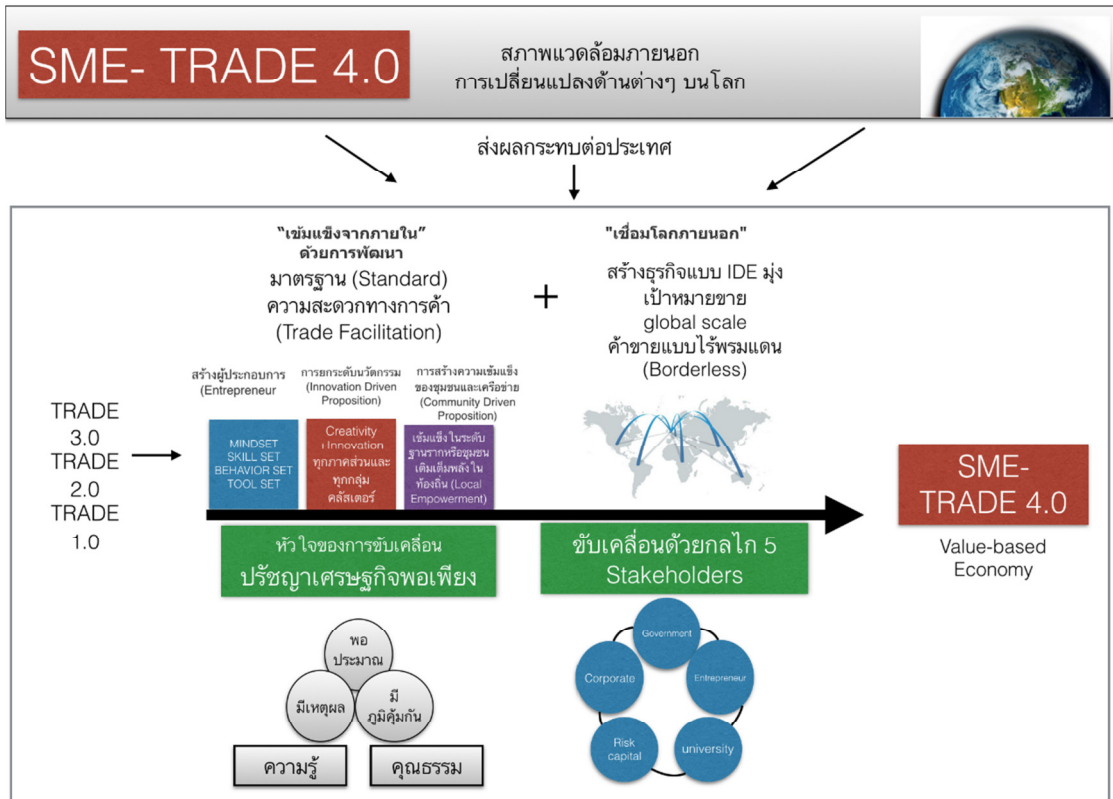 SME- TRADE 4.0
สภาพแวดล้อมภายนอก
การเปลี่ยนแปลงด้านต่างๆ บนโลก
ส่งผลกระทบต่อประเทศ
“เข้มแข็งจากภายใน”
ด้วยการพัฒนา
มาตรฐาน (Standard)
ความสะดวกทางการค้า
(Trade Facilitation)
+
"เชื่อมโลกภายนอก"
สร้างธุรกิจแบบ IDE มุ่ง
เป้าหมายขาย
global scale
ค้าขายแบบไร้พรมแดน
(Borderless)
สร้างผู้ประกอบการ
(Entrepreneur
การยกระดับนวัตกรรม
(Innovation Driven
Proposition)
การสร้างความเข้มแข็ง
ของชุมชนและเครือข่าย
(Community Driven
Proposition)
TRADE
3.0
TRADE
2.0
TRADE
1.0
MINDSET
SKILL SET
BEHAVIOR SET
TOOL SET
Creativity
Innovation
ทุกภาคส่วนและ
ทุกกลุ่ม
คลัสเตอร์
เข้มแข็งในระดับ
ฐานรากหรือชุมชน
เติมเต็มพลังใน
ท้องถิ่น (Local
Empowerment)
SME-
TRADE 4.0
Value-based
Economy
หัวใจของการขับเคลื่อน
ปรัชญาเศรษฐกิจพอเพียง
ขับเคลื่อนด้วยกลไก 5
Stakeholders
พอ
ประมาณ
มีเหตุผล
มี
ภูมิคุ้มกัน
ความรู้
คุณธรรม
Government
Corporate
Entrepreneur
Risk
capital
university